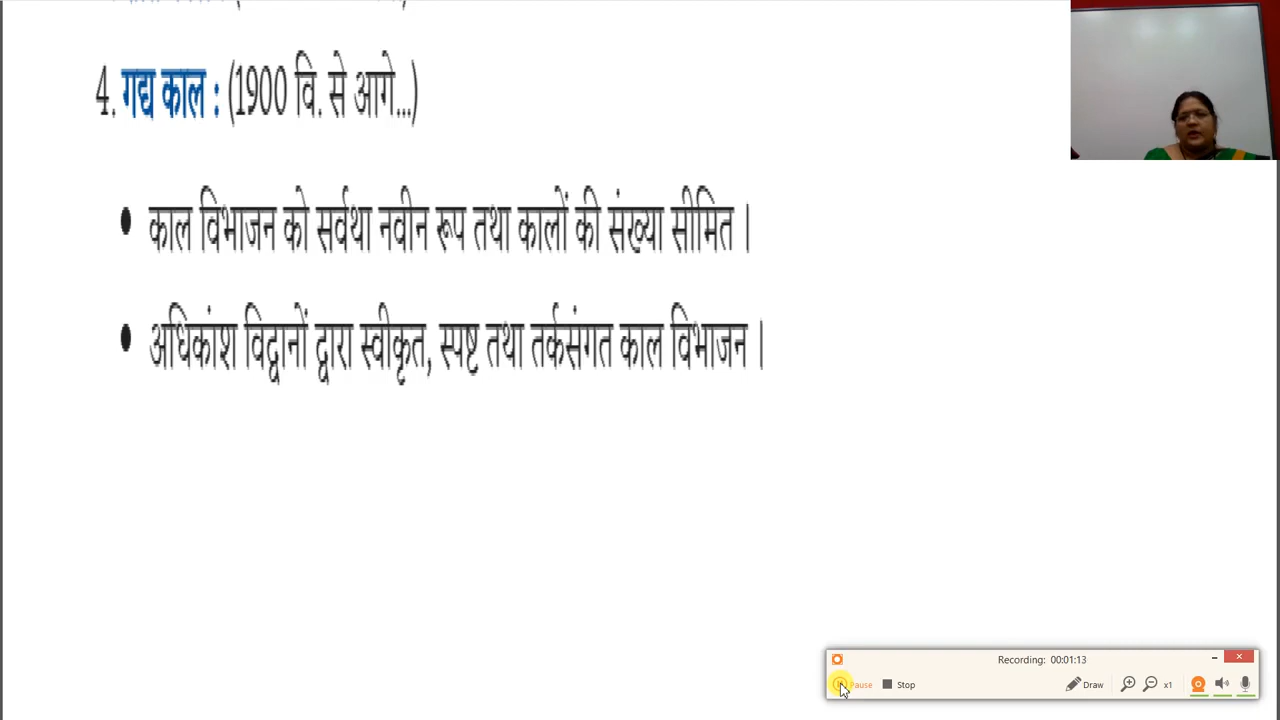 4. गद्य काल : (1900 वि. से आगे...)
• काल विभाजन को सर्वथा नवीन रूप तथा कालों की संख्या सीमित ।
• अधिकांश विद्वानों द्वारा स्वीकृत, स्पष्ट तथा तर्कसंगत काल विभाजन ।
Recording: 00:01:13
Pause Stop Draw x1